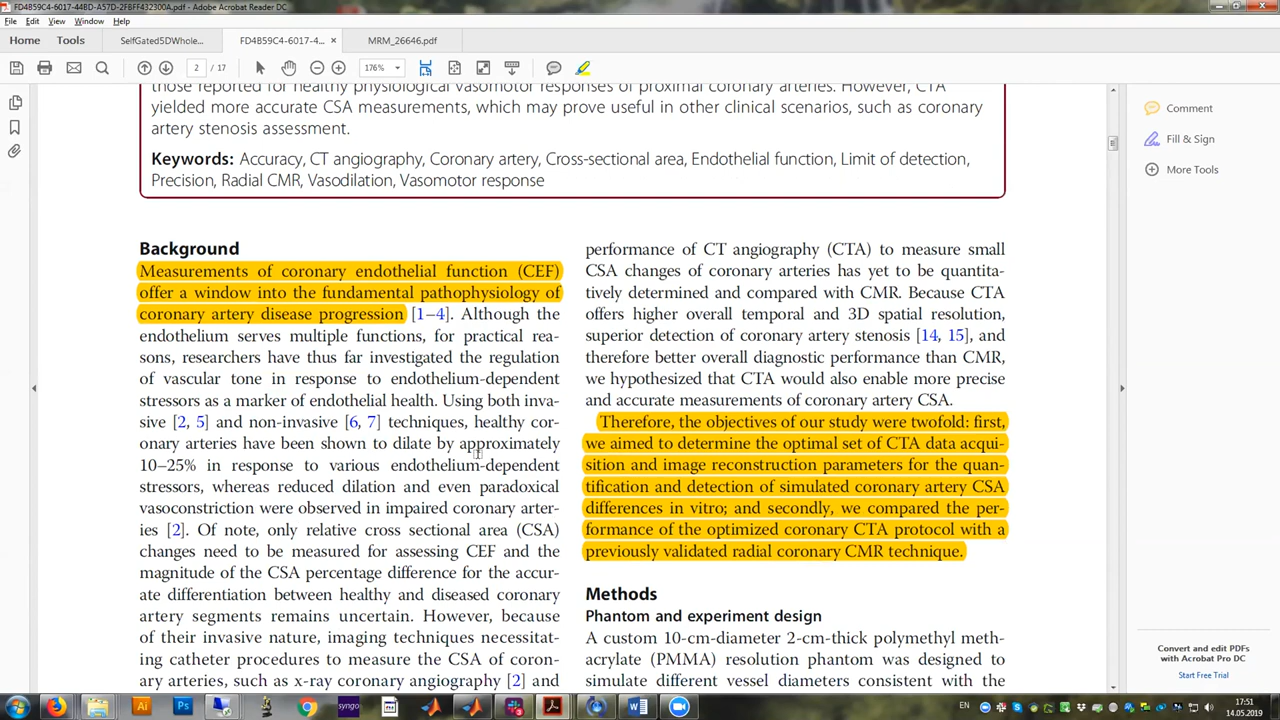 FD4B59C4-6017-44BD-A57D-2FBFF432300A.pdf - Adobe Acrobat Reader DC
File Edit View Window Help
Home Tools SelfGated5DWhole... FD4B59C4-6017-4... × MRM_26646.pdf
2 / 17 176%
those reported for healthy physiological vasomotor responses of proximal coronary arteries. However, CTA
yielded more accurate CSA measurements, which may prove useful in other clinical scenarios, such as coronary
artery stenosis assessment.
Keywords: Accuracy, CT angiography, Coronary artery, Cross-sectional area, Endothelial function, Limit of detection,
Precision, Radial CMR, Vasodilation, Vasomotor response
Background
Measurements of coronary endothelial function (CEF)
offer a window into the fundamental pathophysiology of
coronary artery disease progression [1–4]. Although the
endothelium serves multiple functions, for practical rea-
sons, researchers have thus far investigated the regulation
of vascular tone in response to endothelium-dependent
stressors as a marker of endothelial health. Using both inva-
sive [2, 5] and non-invasive [6, 7] techniques, healthy cor-
onary arteries have been shown to dilate by approximately
10–25% in response to various endothelium-dependent
stressors, whereas reduced dilation and even paradoxical
vasoconstriction were observed in impaired coronary arter-
ies [2]. Of note, only relative cross sectional area (CSA)
changes need to be measured for assessing CEF and the
magnitude of the CSA percentage difference for the accur-
ate differentiation between healthy and diseased coronary
artery segments remains uncertain. However, because
of their invasive nature, imaging techniques necessitat-
ing catheter procedures to measure the CSA of coron-
ary arteries, such as x-ray coronary angiography [2] and
performance of CT angiography (CTA) to measure small
CSA changes of coronary arteries has yet to be quantita-
tively determined and compared with CMR. Because CTA
offers higher overall temporal and 3D spatial resolution,
superior detection of coronary artery stenosis [14, 15], and
therefore better overall diagnostic performance than CMR,
we hypothesized that CTA would also enable more precise
and accurate measurements of coronary artery CSA.
Therefore, the objectives of our study were twofold: first,
we aimed to determine the optimal set of CTA data acqui-
sition and image reconstruction parameters for the quan-
tification and detection of simulated coronary artery CSA
differences in vitro; and secondly, we compared the per-
formance of the optimized coronary CTA protocol with a
previously validated radial coronary CMR technique.
Methods
Phantom and experiment design
A custom 10-cm-diameter 2-cm-thick polymethyl meth-
acrylate (PMMA) resolution phantom was designed to
simulate different vessel diameters consistent with the
Comment
Fill & Sign
More Tools
Convert and edit PDFs
with Acrobat Pro DC
Start Free Trial
Ai Ps syngo W EN 17:51
14.05.2019